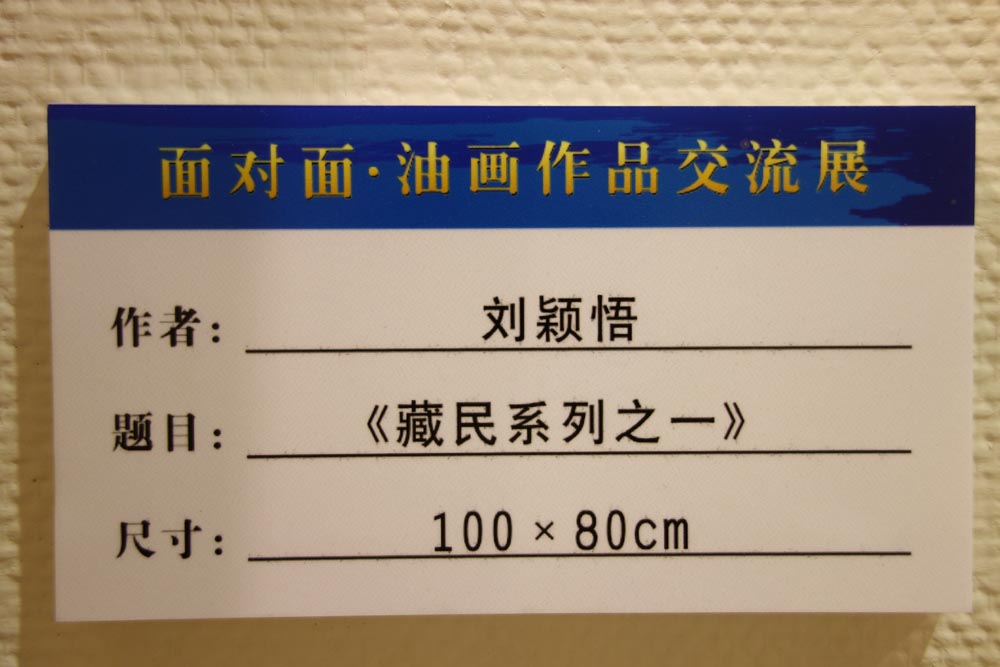 面对面·油画作品交流展
作者：刘颖悟
题目：《藏民系列之一》
尺寸：100×80cm